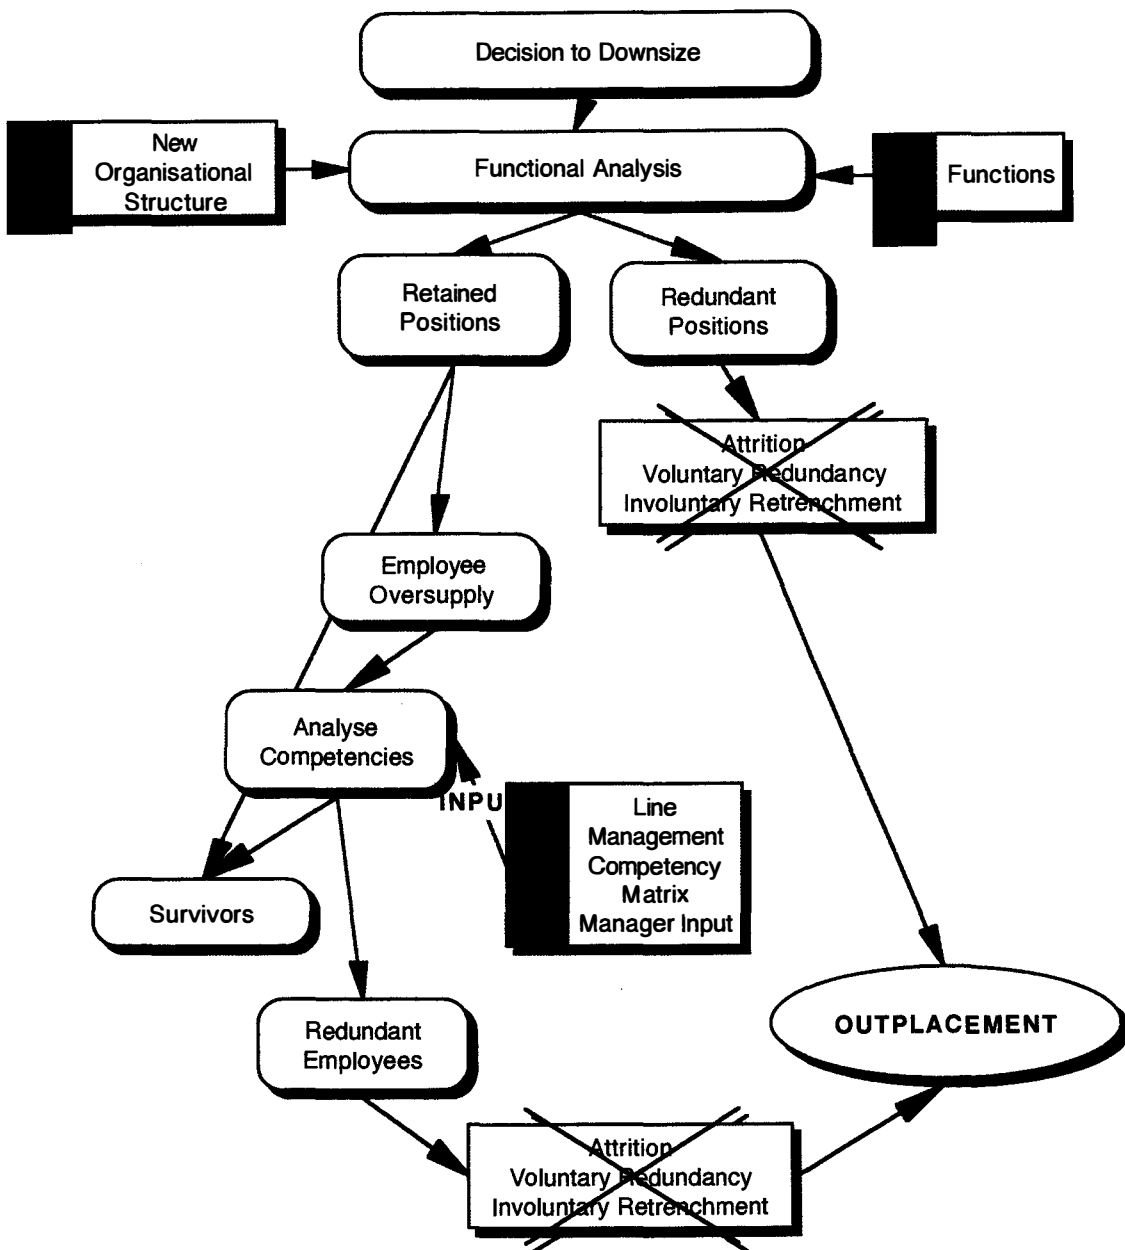 Decision to Downsize
New
Organisational
Structure
Functional Analysis
Functions
Retained
Positions
Redundant
Positions
Attrition
Voluntary Redundancy
Involuntary Retrenchment
Employee
Oversupply
Analyse
Competencies
INPU
Line
Management
Competency
Matrix
Manager Input
Survivors
OUTPLACEMENT
Redundant
Employees
Attrition
Voluntary Redundancy
Involuntary Retrenchment